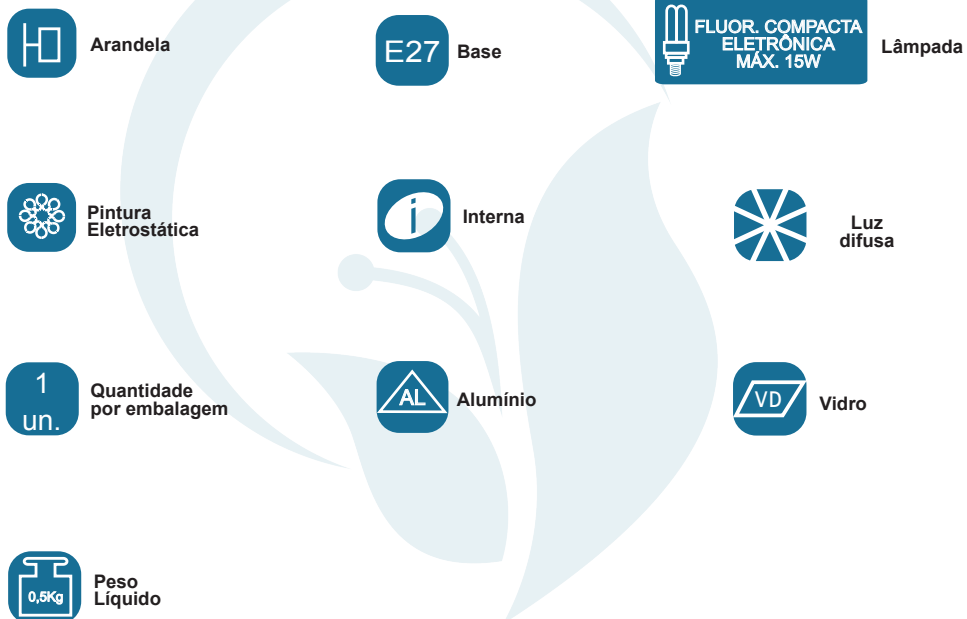 Arandela
E27
Base
FLUOR. COMPACTA
ELETRÔNICA
MÁX. 15W
Lâmpada
Pintura
Eletrostática
i
Interna
Luz
difusa
1
un.
Quantidade
por embalagem
AL
Alumínio
VD
Vidro
0,5Kg
Peso
Líquido